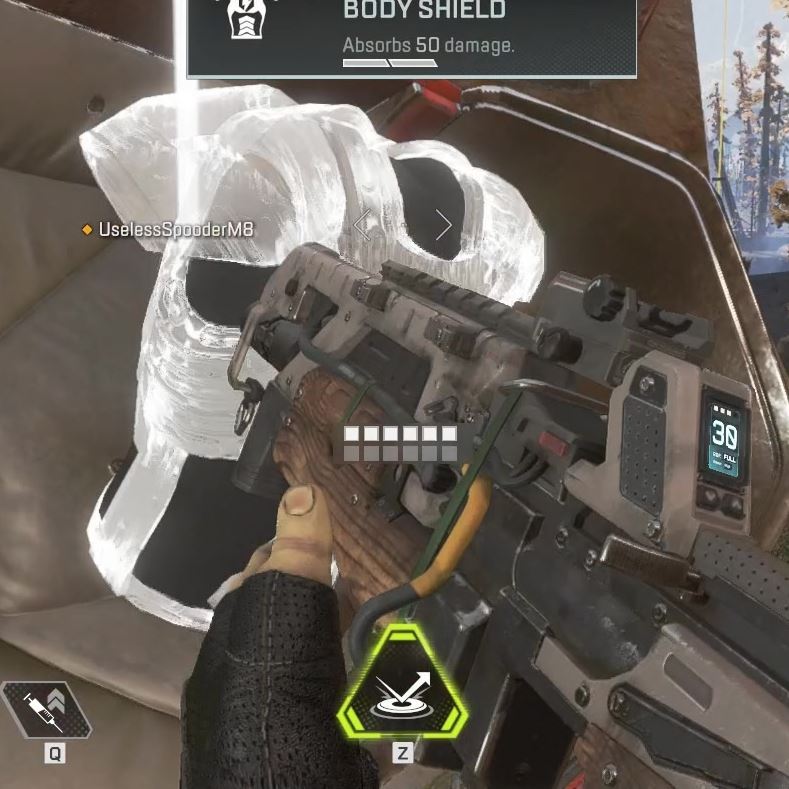 BODY SHIELD
Absorbs 50 damage.
UselessSpooderM8
30
FULL
Q
Z